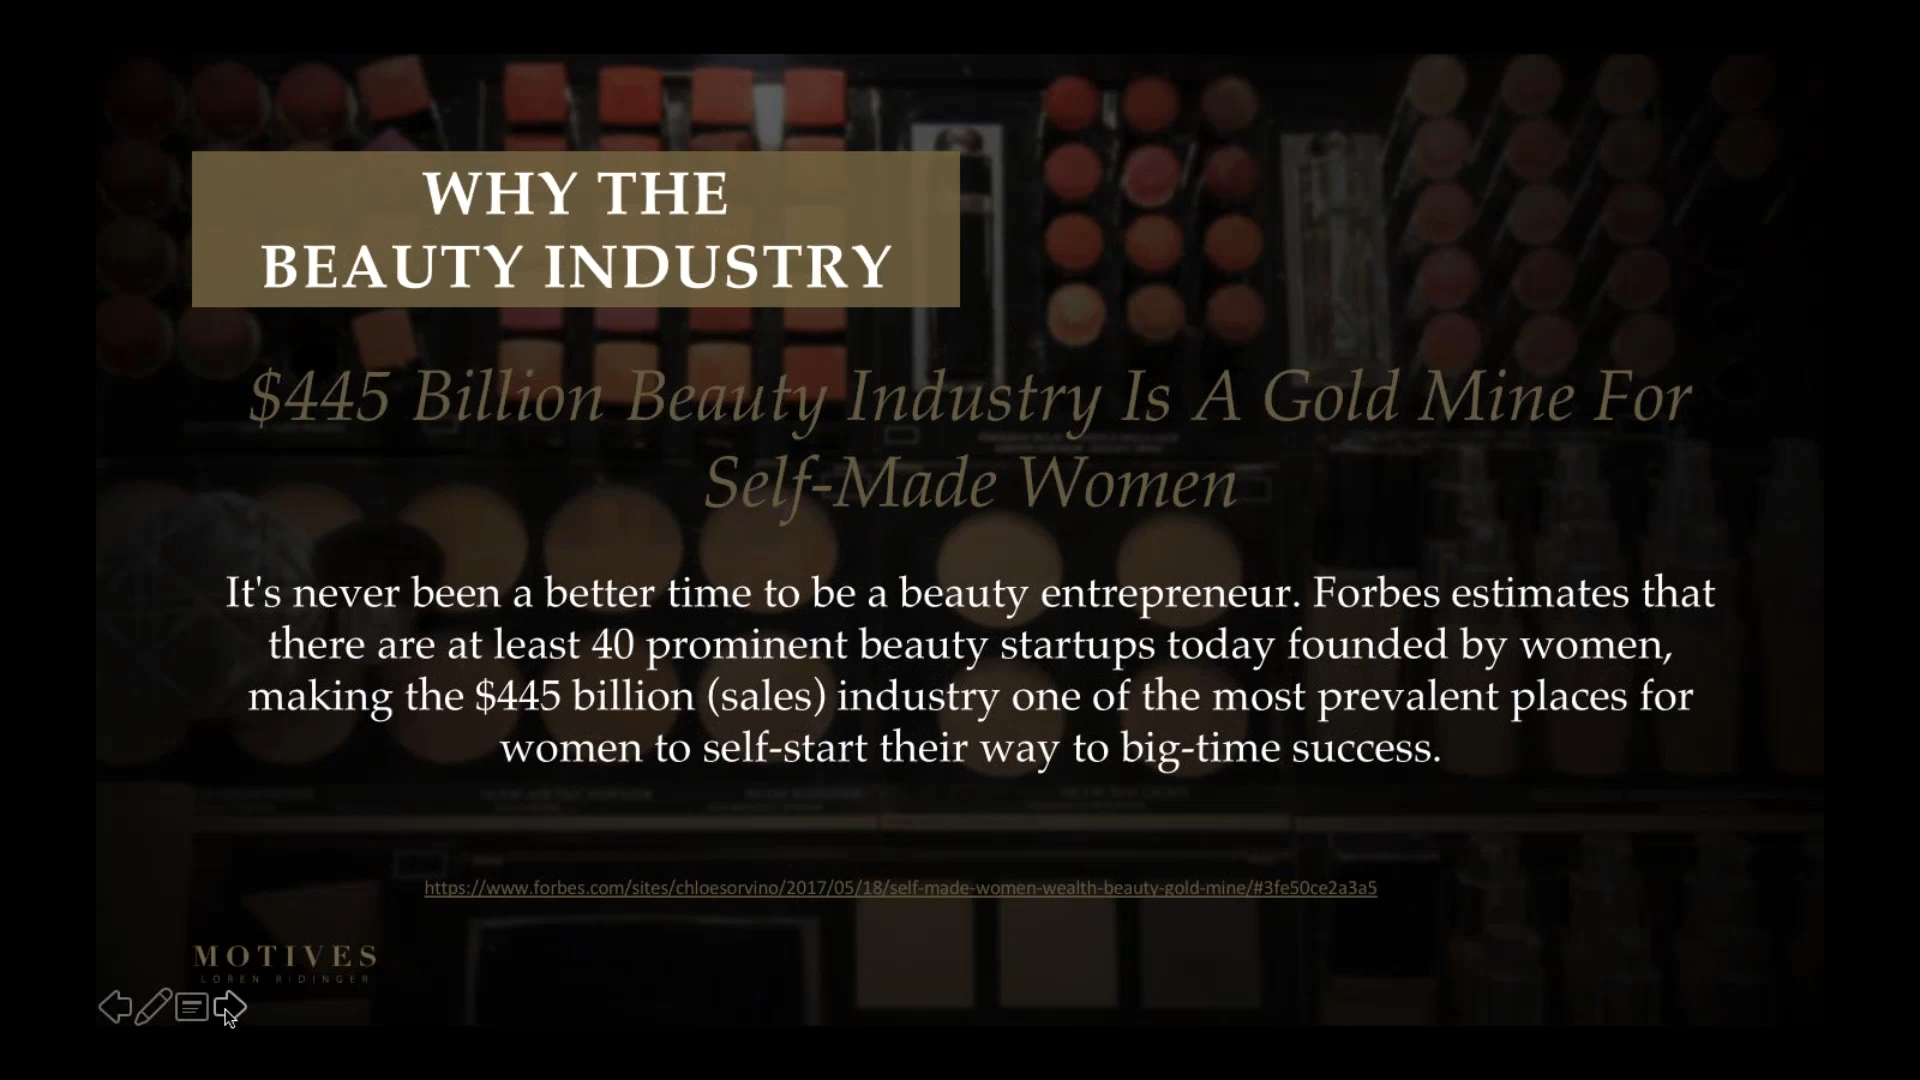 WHY THE
BEAUTY INDUSTRY
$445 Billion Beauty Industry Is A Gold Mine For
Self-Made Women
It's never been a better time to be a beauty entrepreneur. Forbes estimates that
there are at least 40 prominent beauty startups today founded by women,
making the $445 billion (sales) industry one of the most prevalent places for
women to self-start their way to big-time success.
https://www.forbes.com/sites/chloesorvino/2017/05/18/self-made-women-wealth-beauty-gold-mine/#3fe50ce2a3a5
MOTIVES
LOREN RIDINGER